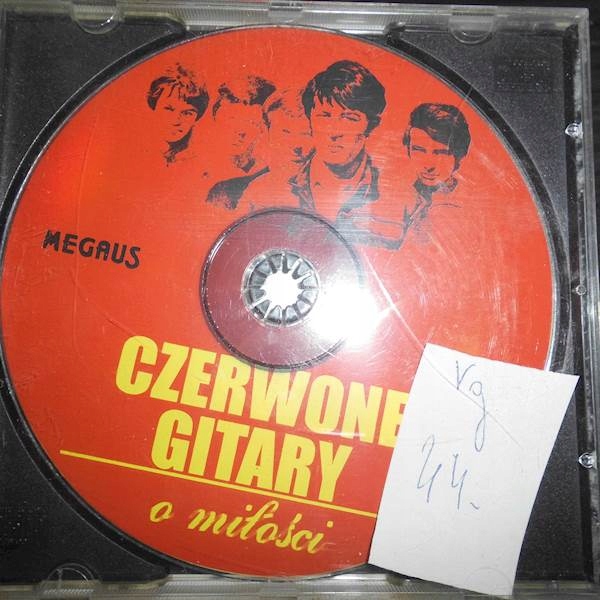 MEGAUS
CZERWONE
GITARY
o miłości
Vg
44.